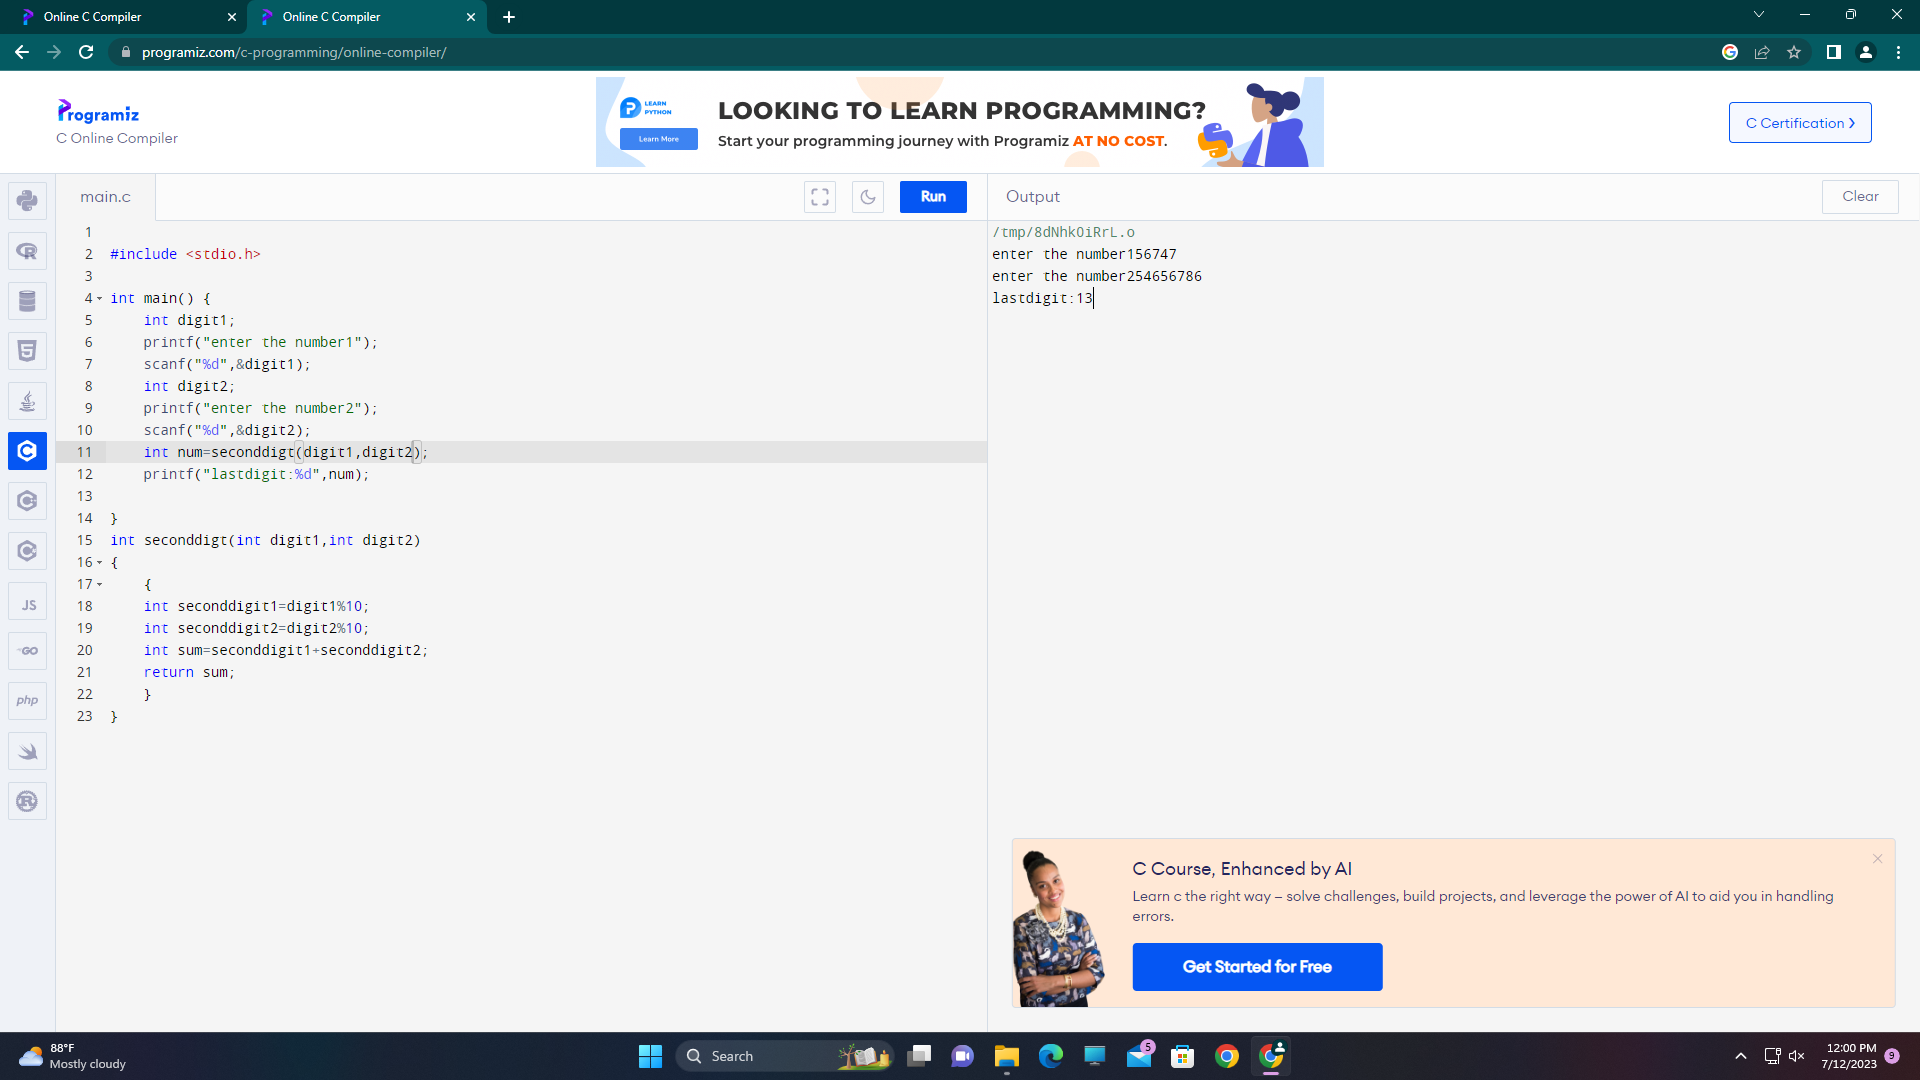 Online C Compiler
Online C Compiler
programiz.com/c-programming/online-compiler/
Programiz
C Online Compiler
LEARN
PYTHON
Learn More
LOOKING TO LEARN PROGRAMMING?
Start your programming journey with Programiz AT NO COST.
C Certification
main.c
Run
Output
Clear
1
2 #include <stdio.h>
3
4 int main() {
5 int digit1;
6 printf("enter the number1");
7 scanf("%d",&digit1);
8 int digit2;
9 printf("enter the number2");
10 scanf("%d",&digit2);
11 int num=seconddigt(digit1,digit2);
12 printf("lastdigit:%d",num);
13
14 }
15 int seconddigt(int digit1,int digit2)
16 {
17 {
18 int seconddigit1=digit1%10;
19 int seconddigit2=digit2%10;
20 int sum=seconddigit1+seconddigit2;
21 return sum;
22 }
23 }
/tmp/8dNhkOiRrL.o
enter the number156747
enter the number254656786
lastdigit:13
JS
GO
php
C Course, Enhanced by AI
Learn c the right way – solve challenges, build projects, and leverage the power of AI to aid you in handling
errors.
Get Started for Free
88°F
Mostly cloudy
Search
5
12:00 PM
7/12/2023
9